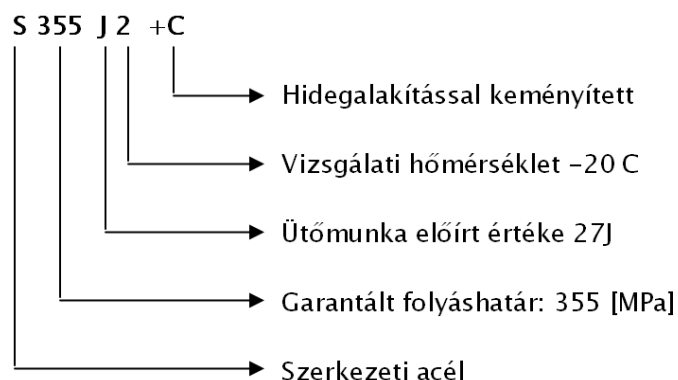 S 355 J 2 +C
Hidegalakítással keményített
Vizsgálati hőmérséklet –20 C
Ütőmunka előírt értéke 27J
Garantált folyáshatár: 355 [MPa]
Szerkezeti acél